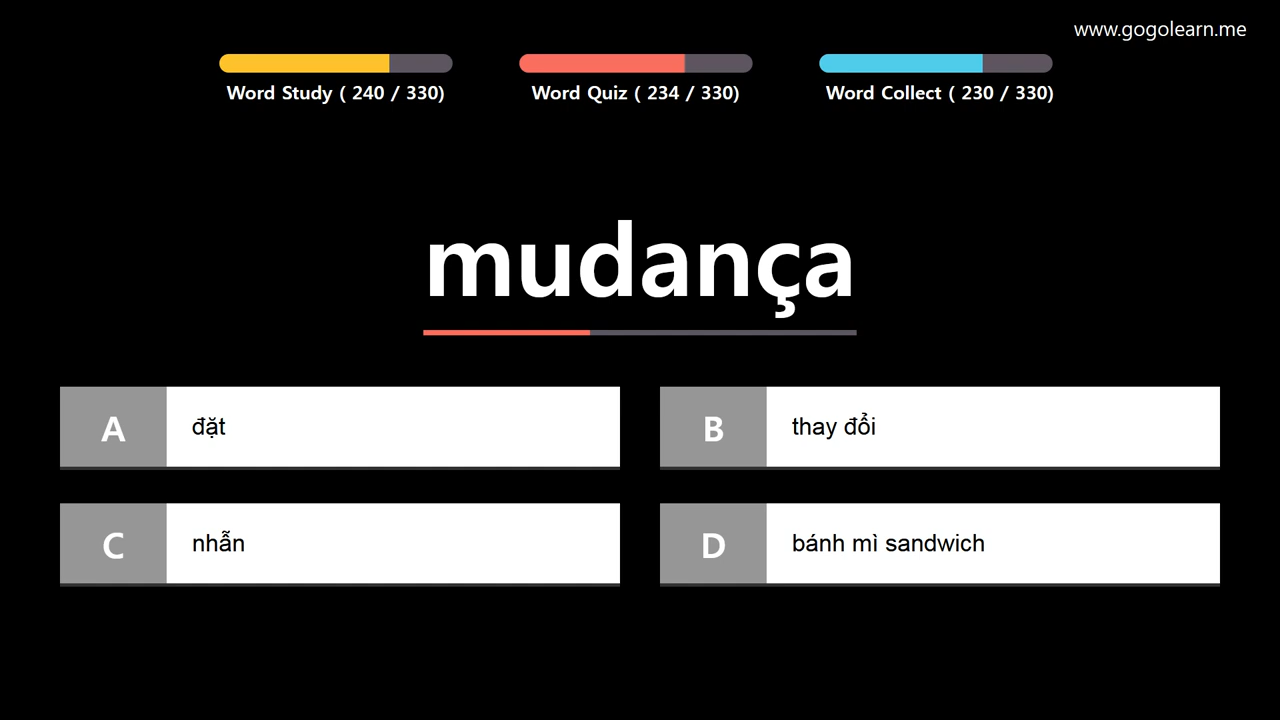 www.gogolearn.me
Word Study ( 240 / 330)
Word Quiz ( 234 / 330)
Word Collect ( 230 / 330)
mudança
A đặt
B thay đổi
C nhẫn
D bánh mì sandwich